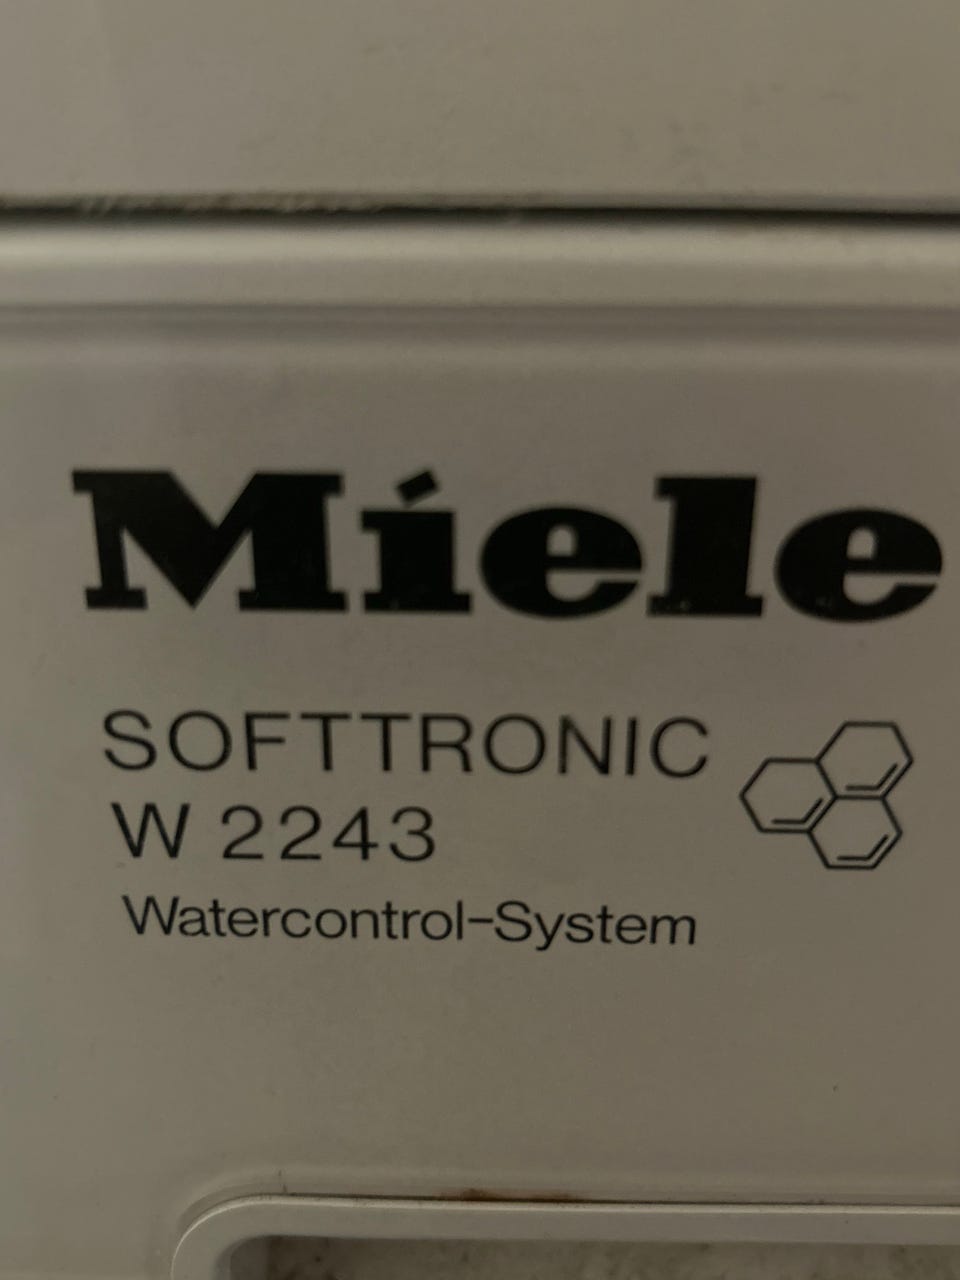 Miele
SOFTTRONIC
W 2243
Watercontrol-System